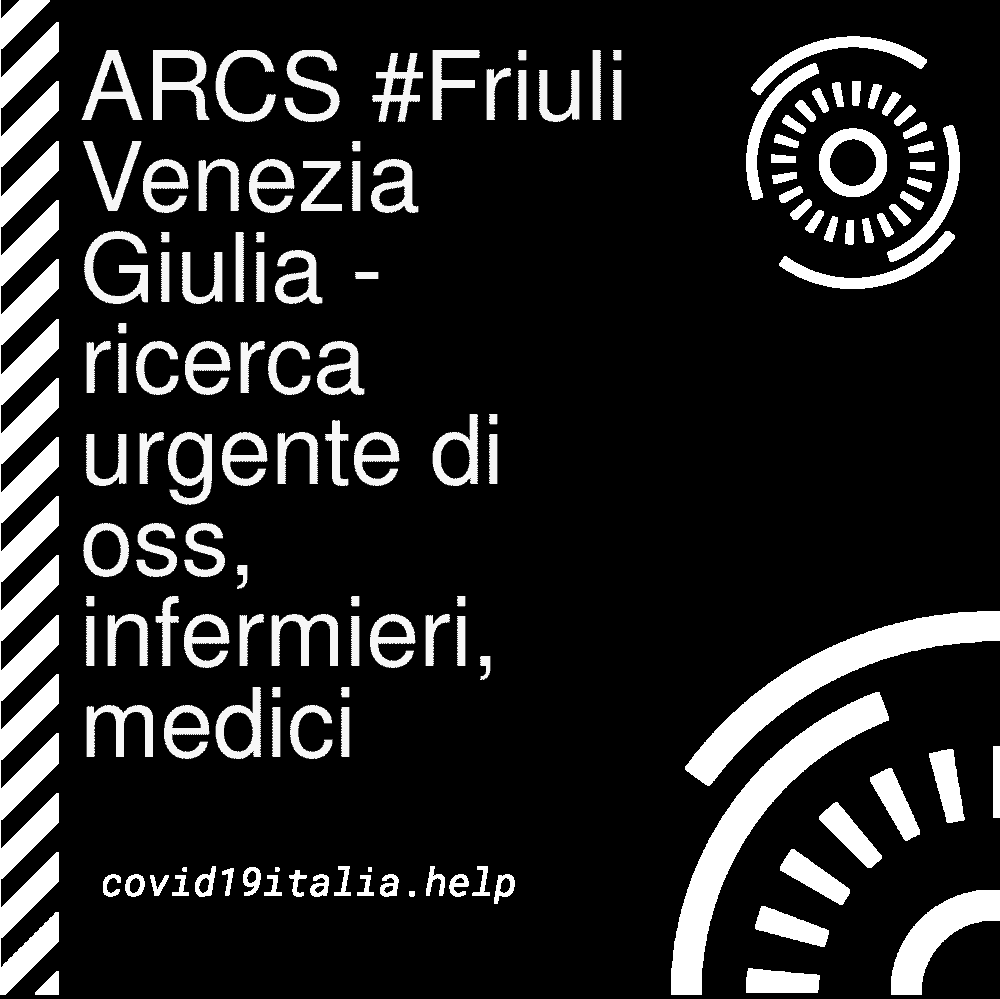 ARCS #Friuli
Venezia
Giulia -
ricerca
urgente di
oss,
infermieri,
medici
covid19italia.help